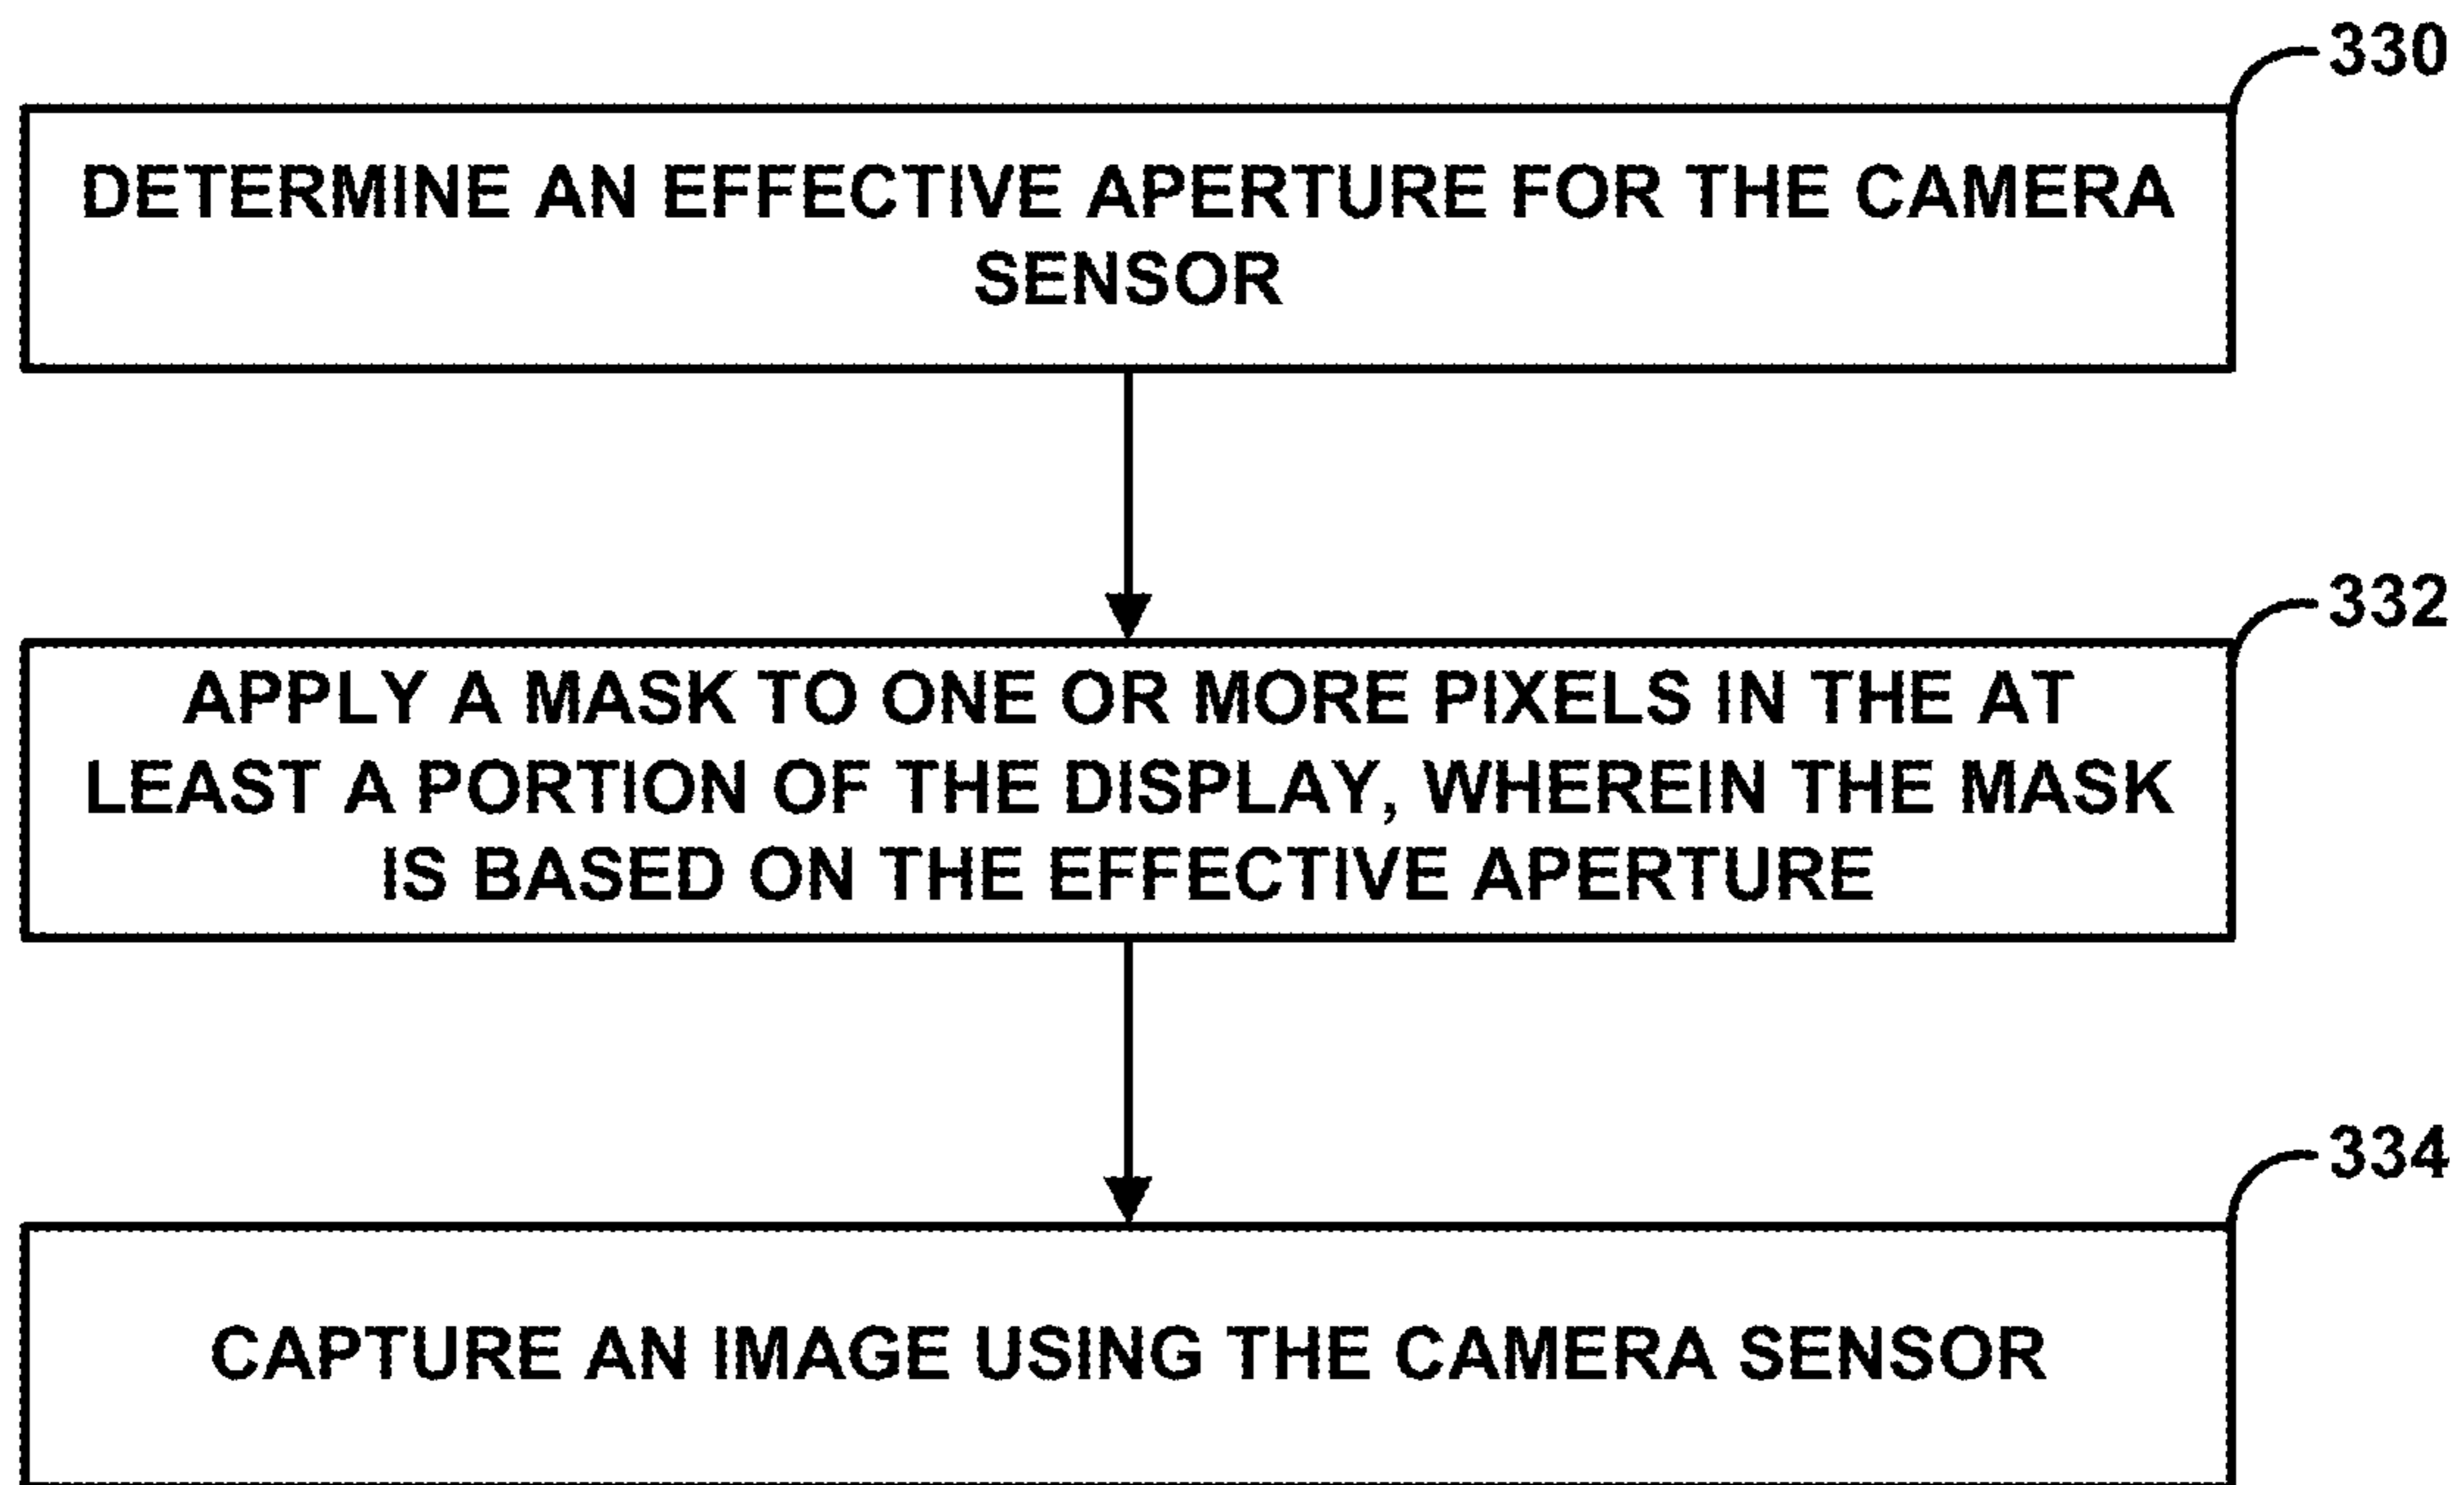 330
DETERMINE AN EFFECTIVE APERTURE FOR THE CAMERA
SENSOR
332
APPLY A MASK TO ONE OR MORE PIXELS IN THE AT
LEAST A PORTION OF THE DISPLAY, WHEREIN THE MASK
IS BASED ON THE EFFECTIVE APERTURE
334
CAPTURE AN IMAGE USING THE CAMERA SENSOR